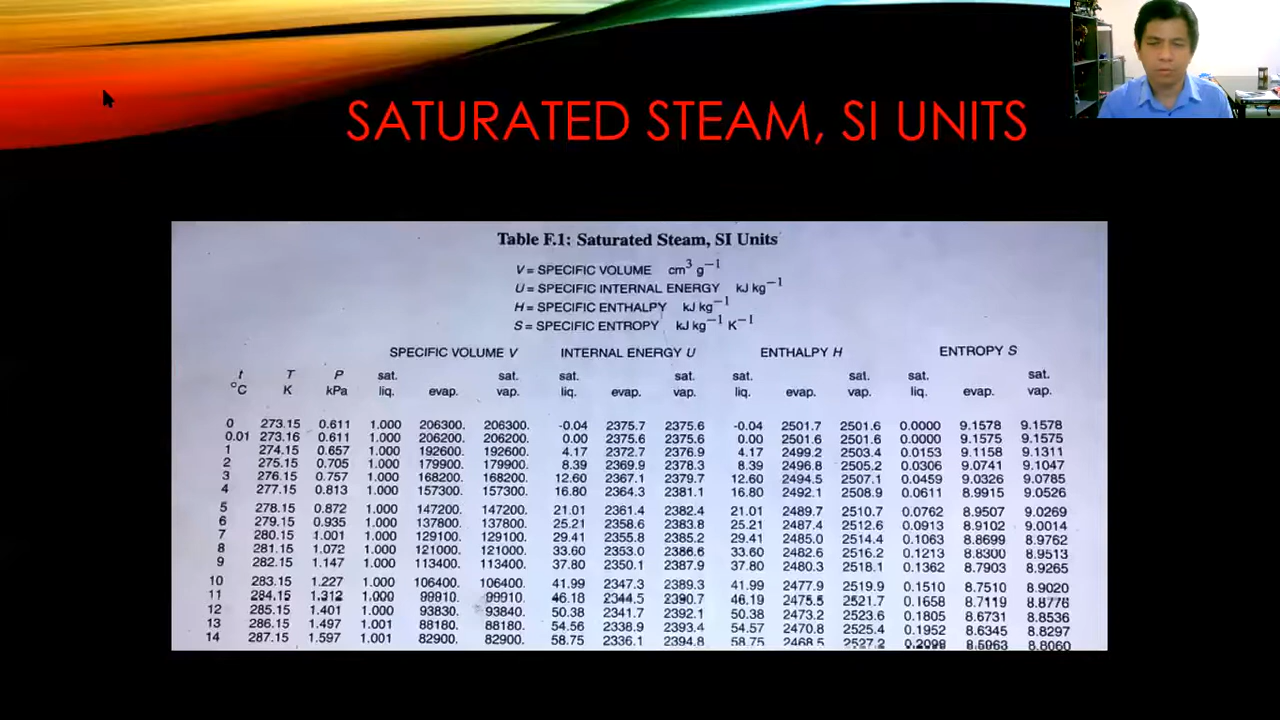 SATURATED STEAM, SI UNITS
Table F.1: Saturated Steam, SI Units
V = SPECIFIC VOLUME cm³ g⁻¹
U = SPECIFIC INTERNAL ENERGY kJ kg⁻¹
H = SPECIFIC ENTHALPY kJ kg⁻¹
S = SPECIFIC ENTROPY kJ kg⁻¹ K⁻¹
SPECIFIC VOLUME V INTERNAL ENERGY U ENTHALPY H ENTROPY S
t T P sat. sat. sat. sat. sat. sat. sat. sat.
°C K kPa liq. evap. vap. liq. evap. vap. liq. evap. vap. liq. evap. vap.
0 273.15 0.611 1.000 206300. 206300. -0.04 2375.7 2375.6 -0.04 2501.7 2501.6 0.0000 9.1578 9.1578
0.01 273.16 0.611 1.000 206200. 206200. 0.00 2375.6 2375.6 0.00 2501.6 2501.6 0.0000 9.1575 9.1575
1 274.15 0.657 1.000 192600. 192600. 4.17 2372.7 2376.9 4.17 2499.2 2503.4 0.0153 9.1158 9.1311
2 275.15 0.705 1.000 179900. 179900. 8.39 2369.9 2378.3 8.39 2496.8 2505.2 0.0306 9.0741 9.1047
3 276.15 0.757 1.000 168200. 168200. 12.60 2367.1 2379.7 12.60 2494.5 2507.1 0.0459 9.0326 9.0785
4 277.15 0.813 1.000 157300. 157300. 16.80 2364.3 2381.1 16.80 2492.1 2508.9 0.0611 8.9915 9.0526
5 278.15 0.872 1.000 147200. 147200. 21.01 2361.4 2382.4 21.01 2489.7 2510.7 0.0762 8.9507 9.0269
6 279.15 0.935 1.000 137800. 137800. 25.21 2358.6 2383.8 25.21 2487.4 2512.6 0.0913 8.9102 9.0014
7 280.15 1.001 1.000 129100. 129100. 29.41 2355.8 2385.2 29.41 2485.0 2514.4 0.1063 8.8699 8.9762
8 281.15 1.072 1.000 121000. 121000. 33.60 2353.0 2386.6 33.60 2482.6 2516.2 0.1213 8.8300 8.9513
9 282.15 1.147 1.000 113400. 113400. 37.80 2350.1 2387.9 37.80 2480.3 2518.1 0.1362 8.7903 8.9265
10 283.15 1.227 1.000 106400. 106400. 41.99 2347.3 2389.3 41.99 2477.9 2519.9 0.1510 8.7510 8.9020
11 284.15 1.312 1.000 99910. 99910. 46.18 2344.5 2390.7 46.19 2475.5 2521.7 0.1658 8.7119 8.8776
12 285.15 1.401 1.000 93830. 93840. 50.38 2341.7 2392.1 50.38 2473.2 2523.6 0.1805 8.6731 8.8536
13 286.15 1.497 1.001 88180. 88180. 54.56 2338.9 2393.4 54.57 2470.8 2525.4 0.1952 8.6345 8.8297
14 287.15 1.597 1.001 82900. 82900. 58.75 2336.1 2394.8 58.75 2468.5 2527.2 0.2098 8.8060